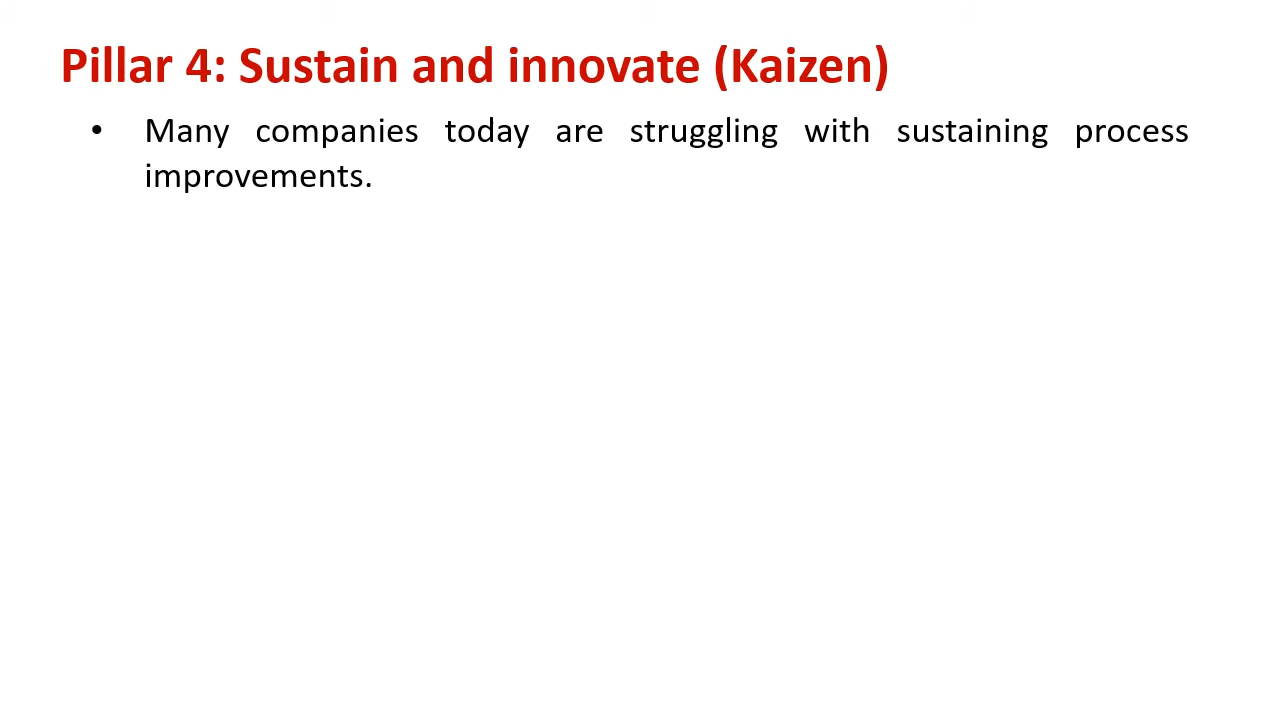 Pillar 4: Sustain and innovate (Kaizen)
• Many companies today are struggling with sustaining process
improvements.